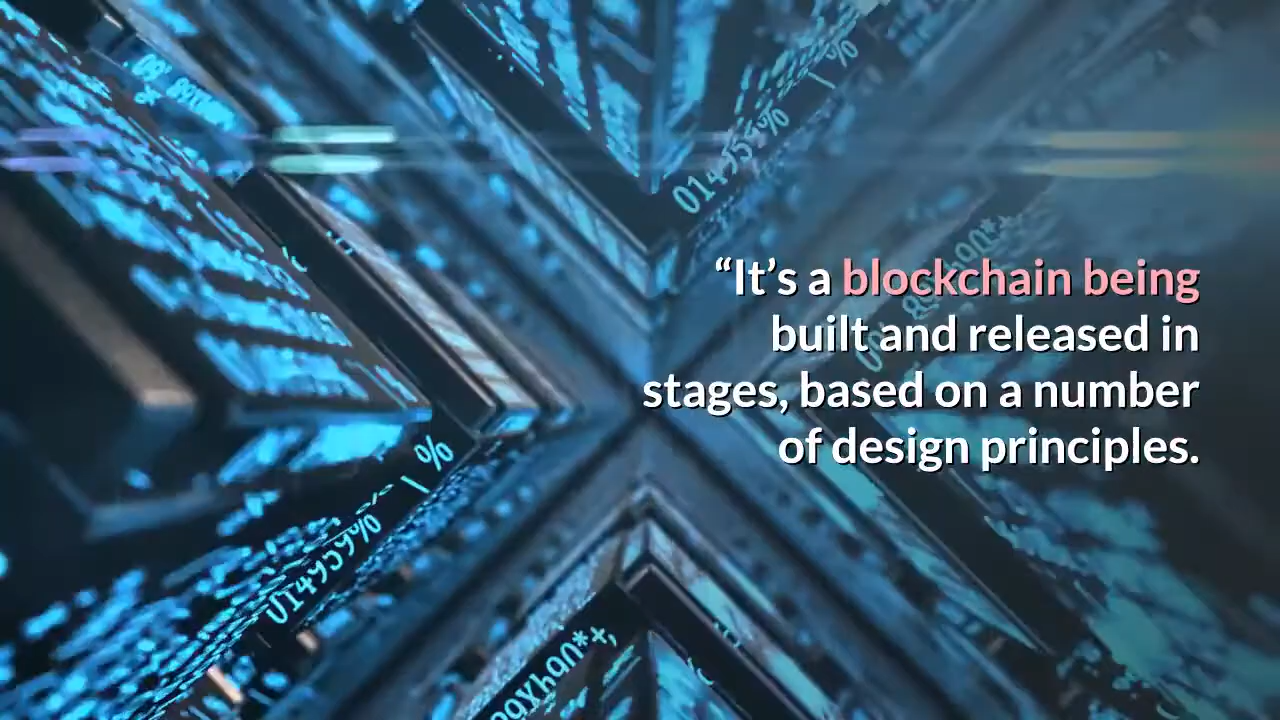 “It’s a blockchain being
built and released in
stages, based on a number
of design principles.